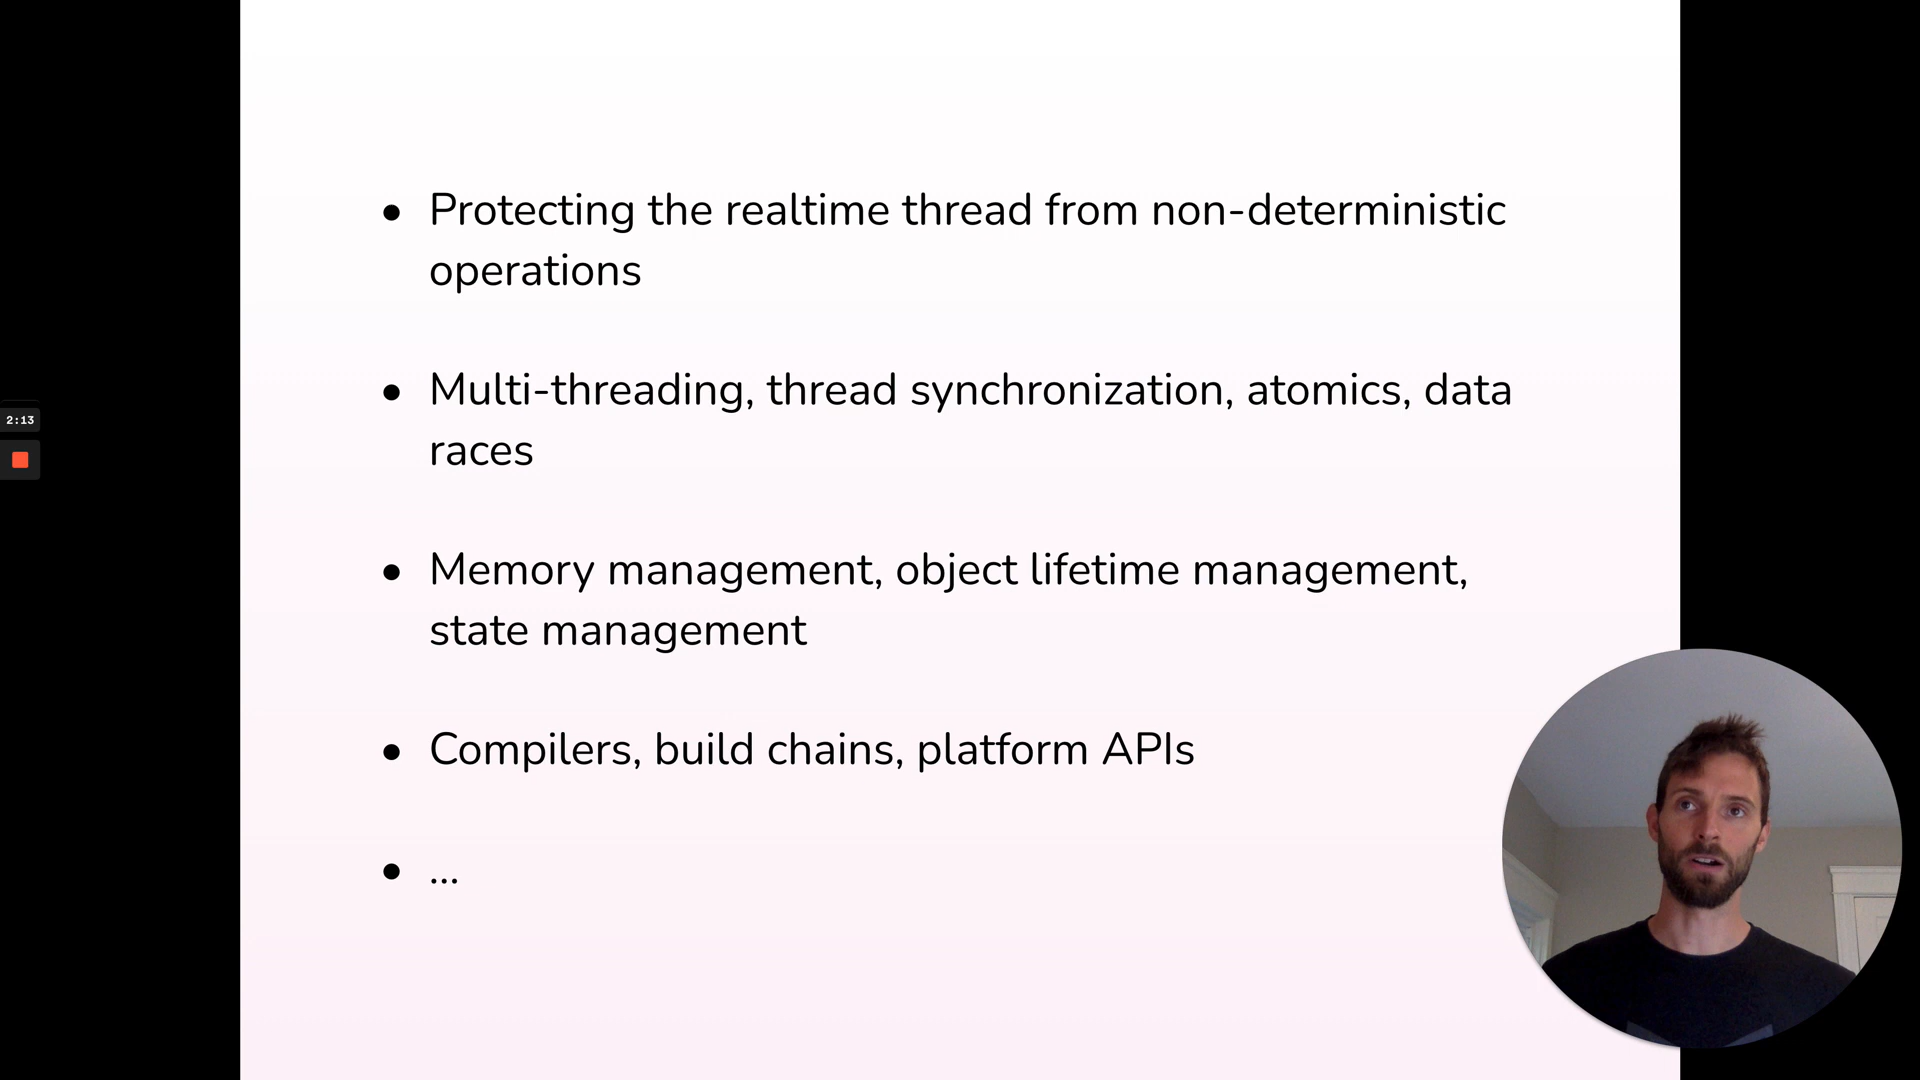 Protecting the realtime thread from non-deterministic
operations
Multi-threading, thread synchronization, atomics, data
races
2:13
Memory management, object lifetime management,
state management
Compilers, build chains, platform APIs
...